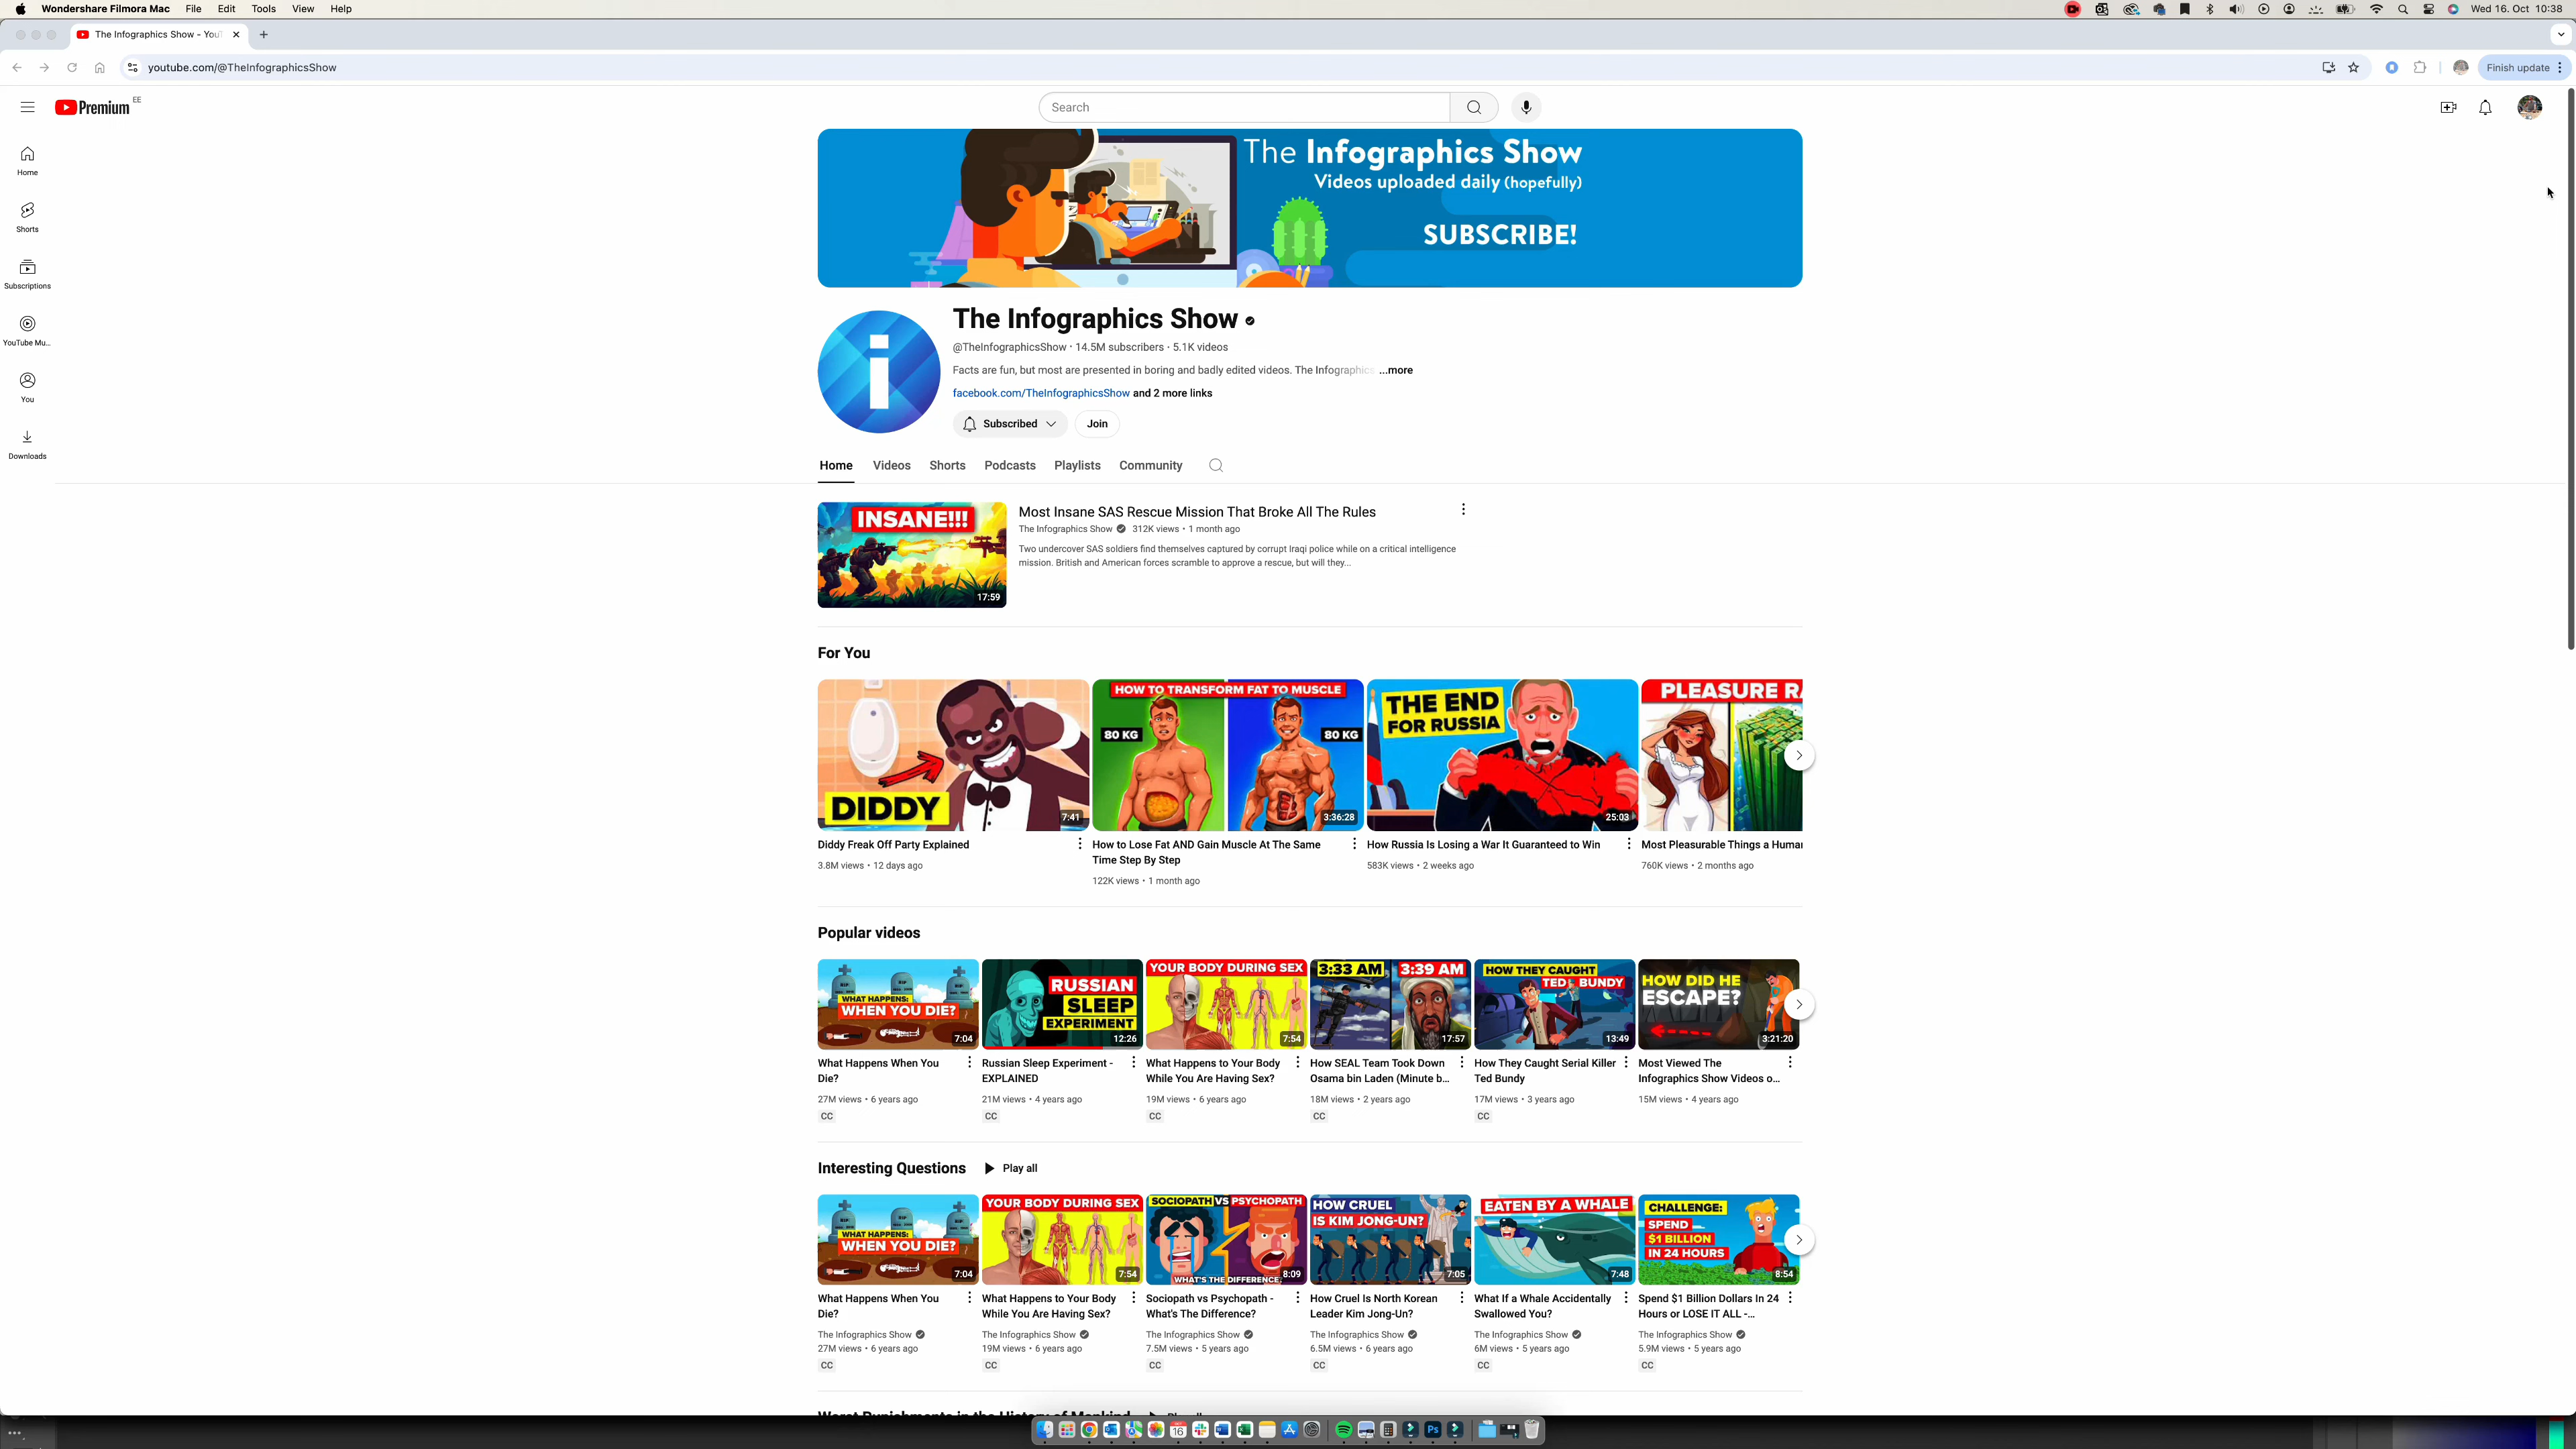 Wondershare Filmora Mac File Edit Tools View Help
Wed 16. Oct 10:38
The Infographics Show - You
youtube.com/@TheInfographicsShow
Finish update
Premium EE
Search
Home
Shorts
Subscriptions
YouTube Mu...
You
Downloads
The Infographics Show
Videos uploaded daily (hopefully)
SUBSCRIBE!
The Infographics Show
@TheInfographicsShow · 14.5M subscribers · 5.1K videos
Facts are fun, but most are presented in boring and badly edited videos. The Infographics ...more
facebook.com/TheInfographicsShow and 2 more links
Subscribed Join
Home Videos Shorts Podcasts Playlists Community
INSANE!!!
17:59
Most Insane SAS Rescue Mission That Broke All The Rules
The Infographics Show 312K views · 1 month ago
Two undercover SAS soldiers find themselves captured by corrupt Iraqi police while on a critical intelligence
mission. British and American forces scramble to approve a rescue, but will they...
For You
DIDDY
7:41
Diddy Freak Off Party Explained
3.8M views · 12 days ago
HOW TO TRANSFORM FAT TO MUSCLE
80 KG 80 KG
3:36:28
How to Lose Fat AND Gain Muscle At The Same
Time Step By Step
122K views · 1 month ago
THE END
FOR RUSSIA
25:03
How Russia Is Losing a War It Guaranteed to Win
583K views · 2 weeks ago
PLEASURE RA
Most Pleasurable Things a Human
760K views · 2 months ago
Popular videos
WHAT HAPPENS:
WHEN YOU DIE?
7:04
What Happens When You
Die?
27M views · 6 years ago
CC
RUSSIAN
SLEEP
EXPERIMENT
12:26
Russian Sleep Experiment -
EXPLAINED
21M views · 4 years ago
CC
YOUR BODY DURING SEX
7:54
What Happens to Your Body
While You Are Having Sex?
19M views · 6 years ago
CC
3:33 AM 3:39 AM
17:57
How SEAL Team Took Down
Osama bin Laden (Minute b...
18M views · 2 years ago
CC
HOW THEY CAUGHT
TED BUNDY
13:49
How They Caught Serial Killer
Ted Bundy
17M views · 3 years ago
CC
HOW DID HE
ESCAPE?
3:21:20
Most Viewed The
Infographics Show Videos o...
15M views · 4 years ago
Interesting Questions Play all
WHAT HAPPENS:
WHEN YOU DIE?
7:04
What Happens When You
Die?
The Infographics Show
27M views · 6 years ago
CC
YOUR BODY DURING SEX
7:54
What Happens to Your Body
While You Are Having Sex?
The Infographics Show
19M views · 6 years ago
CC
SOCIOPATH VS PSYCHOPATH
WHAT'S THE DIFFERENCE?
8:09
Sociopath vs Psychopath -
What's The Difference?
The Infographics Show
7.5M views · 5 years ago
CC
HOW CRUEL
IS KIM JONG-UN?
7:05
How Cruel Is North Korean
Leader Kim Jong-Un?
The Infographics Show
6.5M views · 6 years ago
CC
EATEN BY A WHALE
7:48
What If a Whale Accidentally
Swallowed You?
The Infographics Show
6M views · 5 years ago
CC
CHALLENGE:
SPEND
$1 BILLION
IN 24 HOURS
8:54
Spend $1 Billion Dollars In 24
Hours or LOSE IT ALL -...
The Infographics Show
5.9M views · 5 years ago
CC
16
Ps